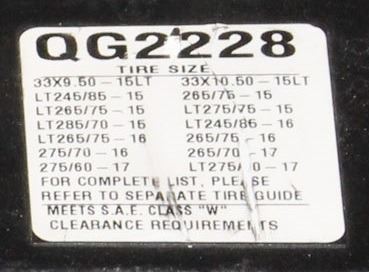 QG2228
TIRE SIZE
33X9.50 - 15LT 33X10.50 - 15LT
LT245/85 - 15 265/75 - 15
LT265/75 - 15 LT275/75 - 15
LT285/70 - 15 LT245/85 - 16
LT265/75 - 16 265/75 - 16
275/70 - 16 265/70 - 17
275/60 - 17 - 17
FOR COMPLETE LIST, PLEASE
REFER TO SEPARATE TIRE GUIDE
MEETS S.A.E. CLASS "W"
CLEARANCE REQUIREMENTS